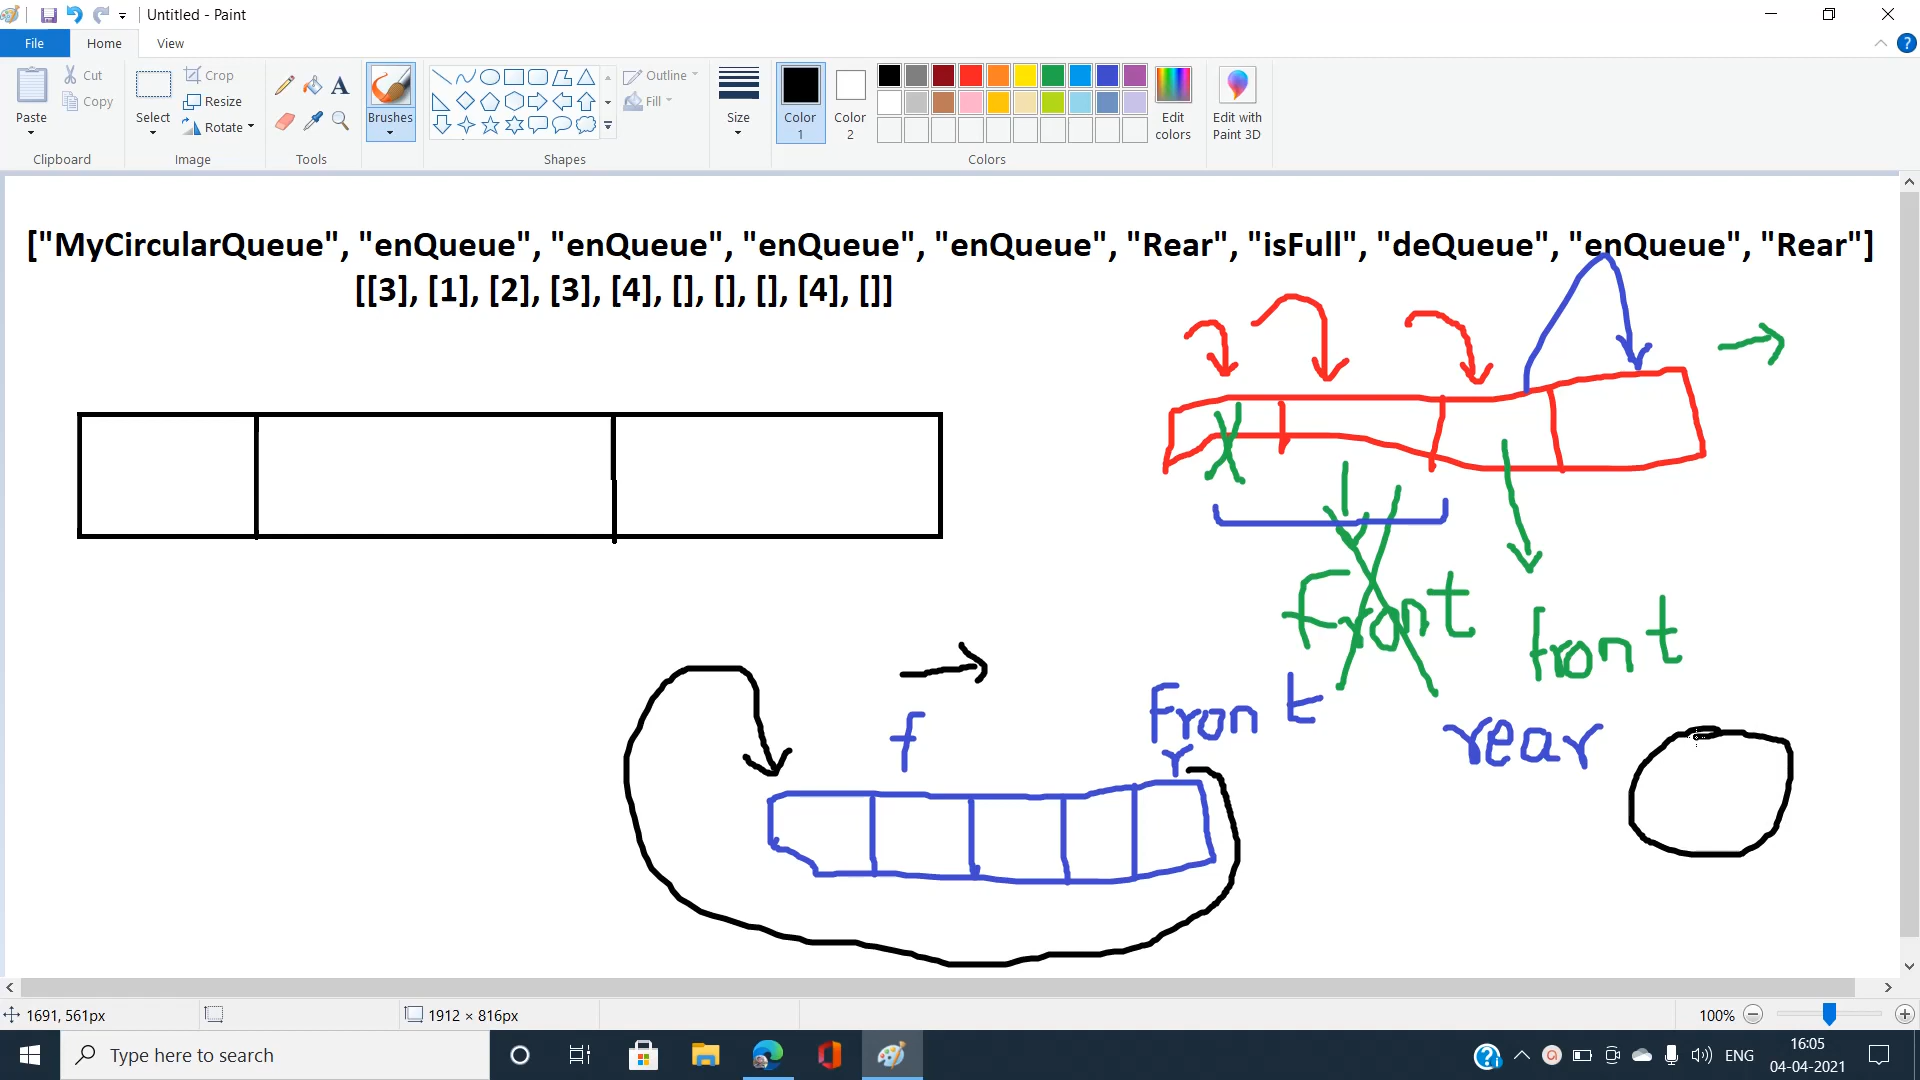 Untitled - Paint
File
Home
View
Paste
Cut
Copy
Clipboard
Select
Crop
Resize
Rotate
Image
Tools
Brushes
Outline
Fill
Shapes
Size
Color
1
Color
2
Edit
colors
Colors
Edit with
Paint 3D
["MyCircularQueue", "enQueue", "enQueue", "enQueue", "enQueue", "Rear", "isFull", "deQueue", "enQueue", "Rear"]
[[3], [1], [2], [3], [4], [], [], [], [4], []]
Front
front
Front
rear
f
r
1691, 561px
1912 × 816px
100%
Type here to search
ENG
16:05
04-04-2021